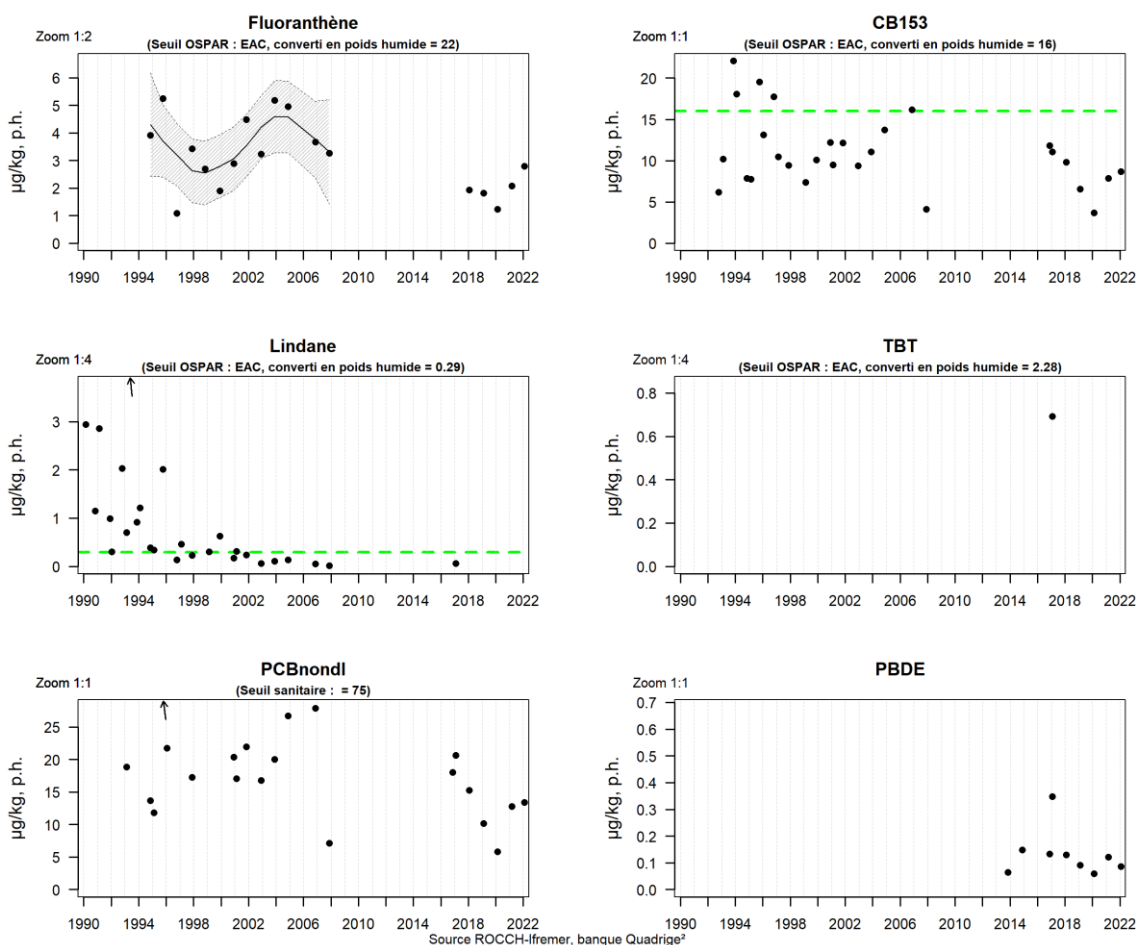 Fluoranthène
Zoom 1:2
(Seuil OSPAR : EAC, converti en poids humide = 22)
µg/kg, p.h.
6
5
4
3
2
1
0
1990 1994 1998 2002 2006 2010 2014 2018 2022
CB153
Zoom 1:1
(Seuil OSPAR : EAC, converti en poids humide = 16)
µg/kg, p.h.
20
15
10
5
0
1990 1994 1998 2002 2006 2010 2014 2018 2022
Lindane
Zoom 1:4
(Seuil OSPAR : EAC, converti en poids humide = 0.29)
µg/kg, p.h.
3
2
1
0
1990 1994 1998 2002 2006 2010 2014 2018 2022
TBT
Zoom 1:4
(Seuil OSPAR : EAC, converti en poids humide = 2.28)
µg/kg, p.h.
0.8
0.6
0.4
0.2
0.0
1990 1994 1998 2002 2006 2010 2014 2018 2022
PCBnondl
Zoom 1:1
(Seuil sanitaire : = 75)
µg/kg, p.h.
25
20
15
10
5
0
1990 1994 1998 2002 2006 2010 2014 2018 2022
PBDE
Zoom 1:1
µg/kg, p.h.
0.7
0.6
0.5
0.4
0.3
0.2
0.1
0.0
1990 1994 1998 2002 2006 2010 2014 2018 2022
Source ROCCH-Ifremer, banque Quadrige²